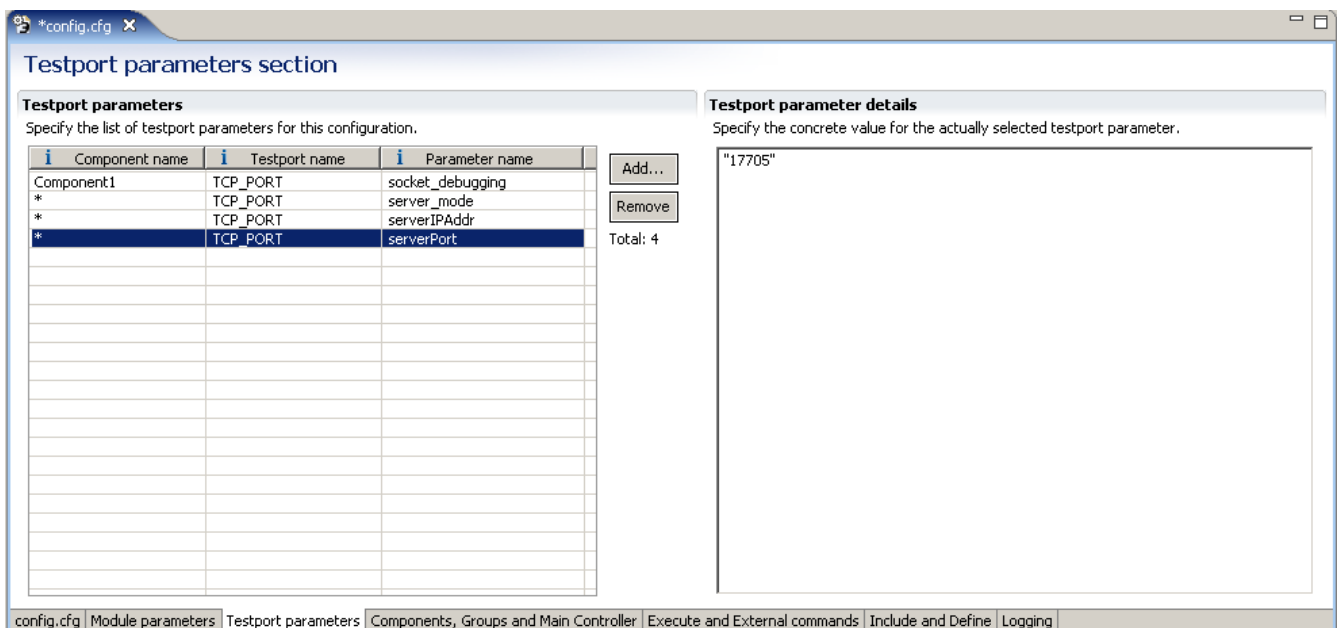 *config.cfg
Testport parameters section
Testport parameters
Specify the list of testport parameters for this configuration.
i Component name i Testport name i Parameter name
Component1 TCP_PORT socket_debugging
* TCP_PORT server_mode
* TCP_PORT serverIPAddr
* TCP_PORT serverPort
Add...
Remove
Total: 4
Testport parameter details
Specify the concrete value for the actually selected testport parameter.
"17705"
config.cfg Module parameters Testport parameters Components, Groups and Main Controller Execute and External commands Include and Define Logging